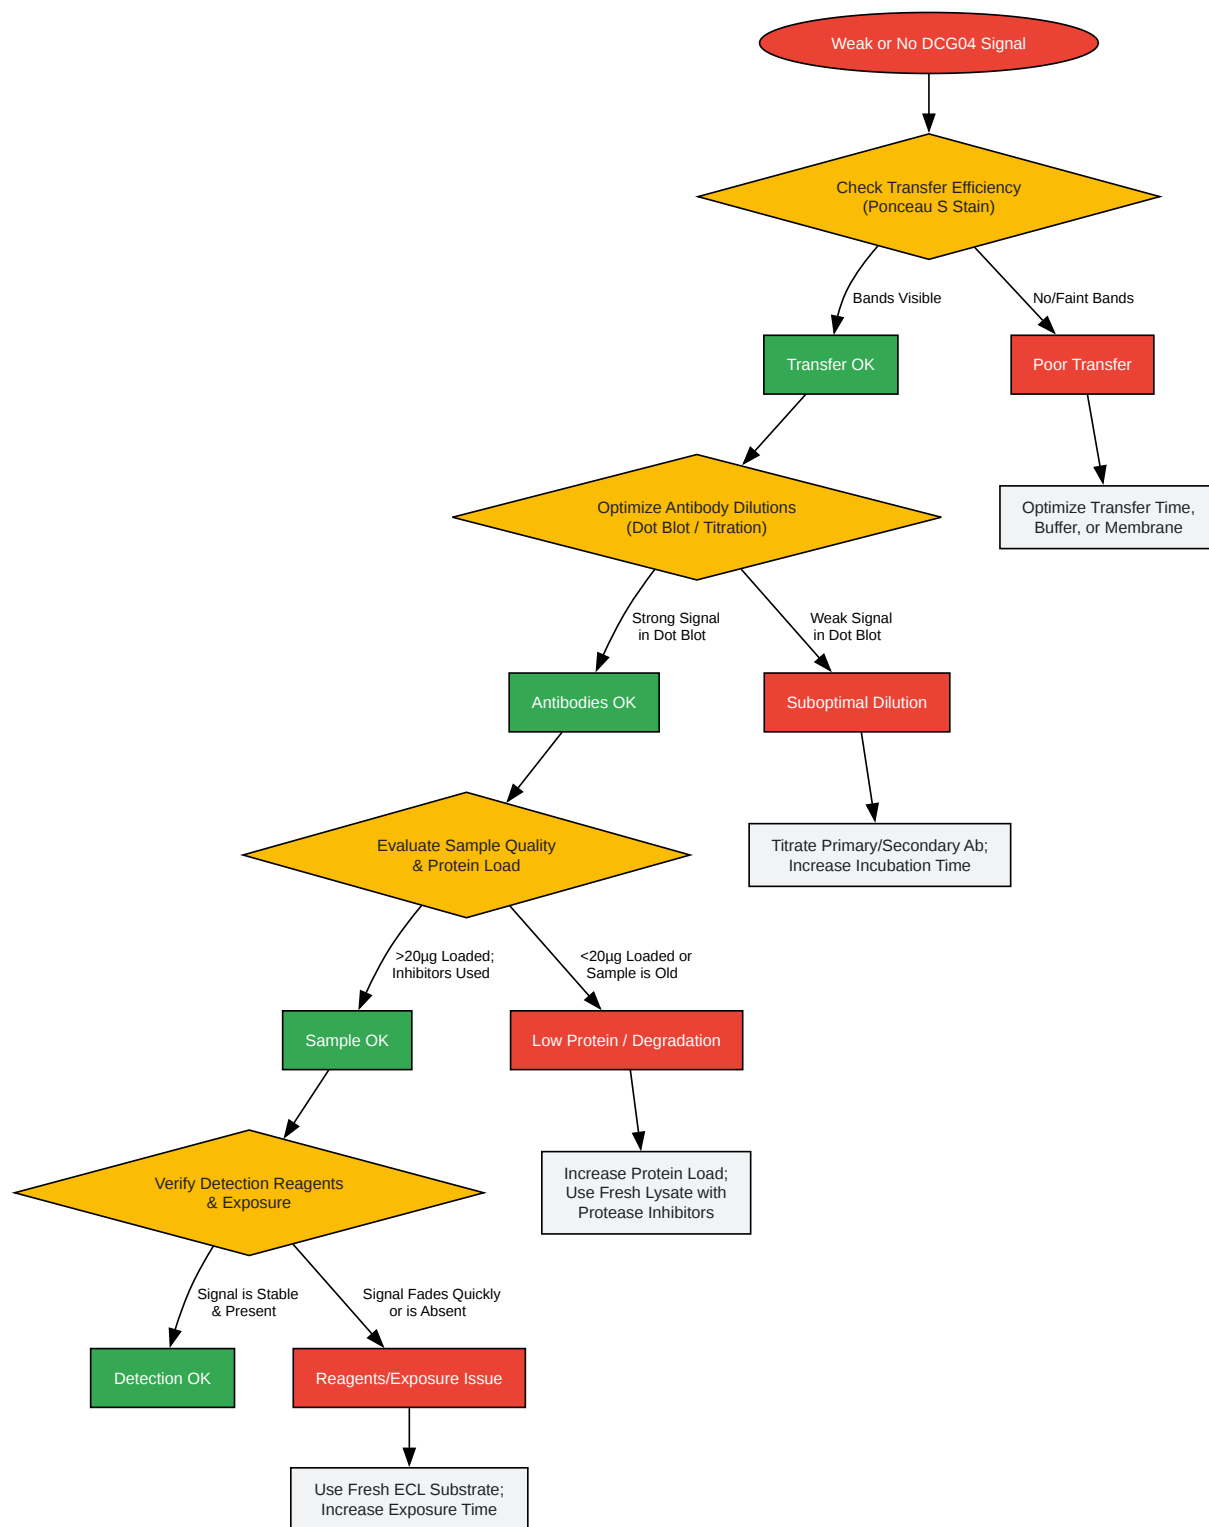 Weak or No DCG04 Signal
Check Transfer Efficiency
(Ponceau S Stain)
Bands Visible
No/Faint Bands
Transfer OK
Poor Transfer
Optimize Antibody Dilutions
(Dot Blot / Titration)
Optimize Transfer Time,
Buffer, or Membrane
Strong Signal
in Dot Blot
Weak Signal
in Dot Blot
Antibodies OK
Suboptimal Dilution
Evaluate Sample Quality
& Protein Load
Titrate Primary/Secondary Ab;
Increase Incubation Time
>20µg Loaded;
Inhibitors Used
<20µg Loaded or
Sample is Old
Sample OK
Low Protein / Degradation
Verify Detection Reagents
& Exposure
Increase Protein Load;
Use Fresh Lysate with
Protease Inhibitors
Signal is Stable
& Present
Signal Fades Quickly
or is Absent
Detection OK
Reagents/Exposure Issue
Use Fresh ECL Substrate;
Increase Exposure Time